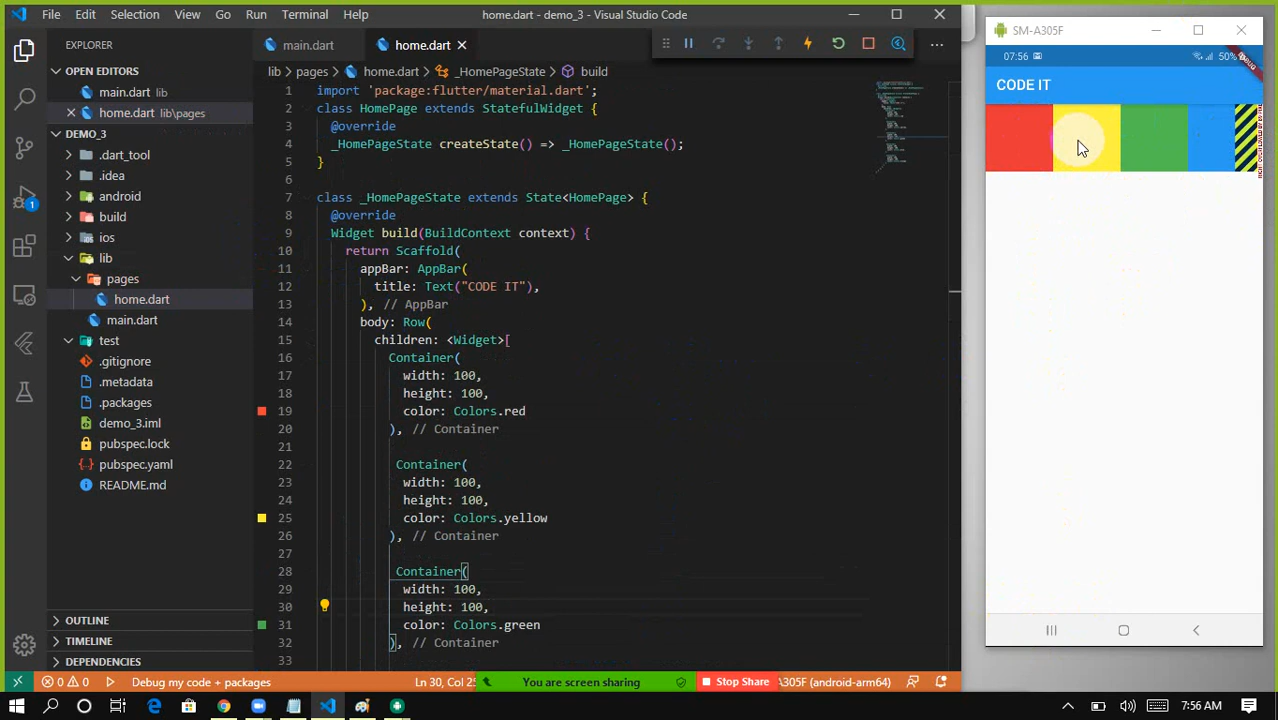 File Edit Selection View Go Run Terminal Help
home.dart - demo_3 - Visual Studio Code
SM-A305F
EXPLORER
main.dart
home.dart
OPEN EDITORS
main.dart lib
home.dart lib\pages
DEMO_3
.dart_tool
.idea
android
build
ios
lib
pages
home.dart
main.dart
test
.gitignore
.metadata
.packages
demo_3.iml
pubspec.lock
pubspec.yaml
README.md
OUTLINE
TIMELINE
DEPENDENCIES
1
lib > pages > home.dart > _HomePageState > build
1 import 'package:flutter/material.dart';
2 class HomePage extends StatefulWidget {
3 @override
4 _HomePageState createState() => _HomePageState();
5 }
6
7 class _HomePageState extends State<HomePage> {
8 @override
9 Widget build(BuildContext context) {
10 return Scaffold(
11 appBar: AppBar(
12 title: Text("CODE IT"),
13 ), // AppBar
14 body: Row(
15 children: <Widget>[
16 Container(
17 width: 100,
18 height: 100,
19 color: Colors.red
20 ), // Container
21
22 Container(
23 width: 100,
24 height: 100,
25 color: Colors.yellow
26 ), // Container
27
28 Container(
29 width: 100,
30 height: 100,
31 color: Colors.green
32 ), // Container
33
07:56
50%
DEBUG
CODE IT
0 0 Debug my code + packages
Ln 30, Col 25
You are screen sharing
Stop Share
A305F (android-arm64)
7:56 AM